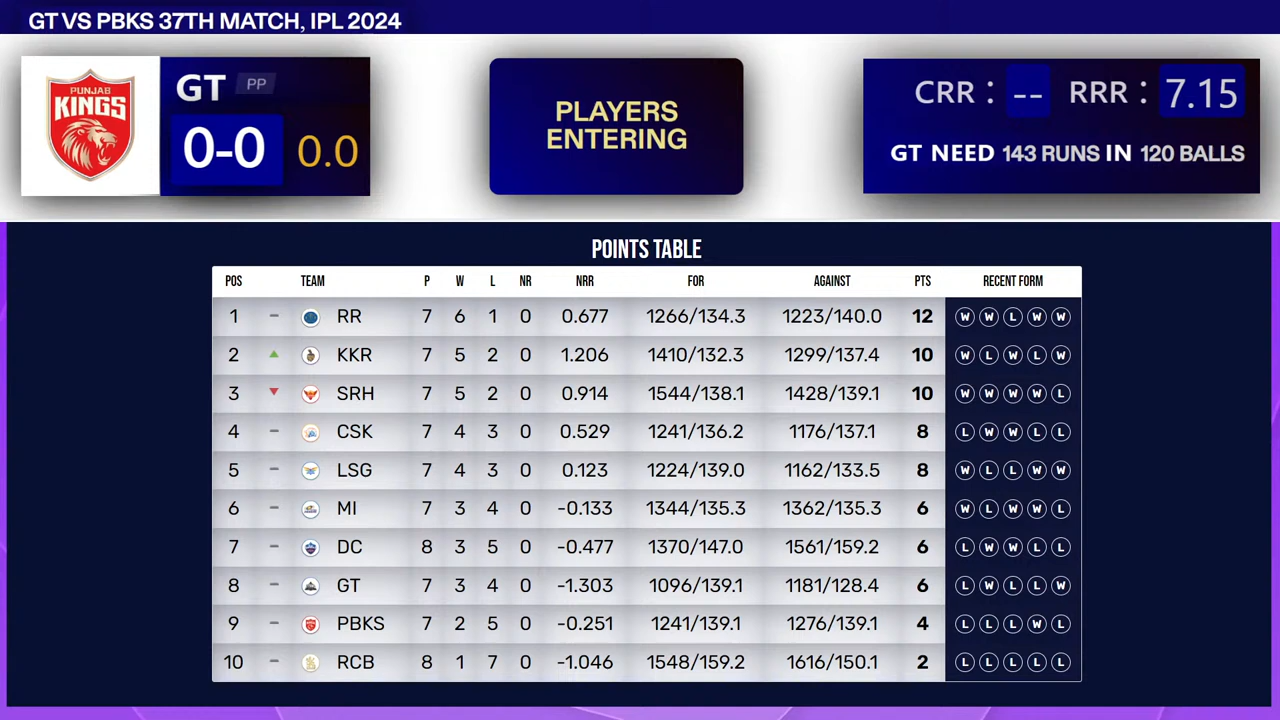 GT VS PBKS 37TH MATCH, IPL 2024
PUNJAB
KINGS
GT PP
0-0 0.0
PLAYERS
ENTERING
CRR : -- RRR : 7.15
GT NEED 143 RUNS IN 120 BALLS
POINTS TABLE
POS TEAM P W L NR NRR FOR AGAINST PTS RECENT FORM
1 – RR 7 6 1 0 0.677 1266/134.3 1223/140.0 12 W W L W W
2 KKR 7 5 2 0 1.206 1410/132.3 1299/137.4 10 W L W L W
3 SRH 7 5 2 0 0.914 1544/138.1 1428/139.1 10 W W W W L
4 – CSK 7 4 3 0 0.529 1241/136.2 1176/137.1 8 L W W L L
5 – LSG 7 4 3 0 0.123 1224/139.0 1162/133.5 8 W L L W W
6 – MI 7 3 4 0 -0.133 1344/135.3 1362/135.3 6 W L W W L
7 – DC 8 3 5 0 -0.477 1370/147.0 1561/159.2 6 L W W L L
8 – GT 7 3 4 0 -1.303 1096/139.1 1181/128.4 6 L W L L W
9 – PBKS 7 2 5 0 -0.251 1241/139.1 1276/139.1 4 L L L W L
10 – RCB 8 1 7 0 -1.046 1548/159.2 1616/150.1 2 L L L L L